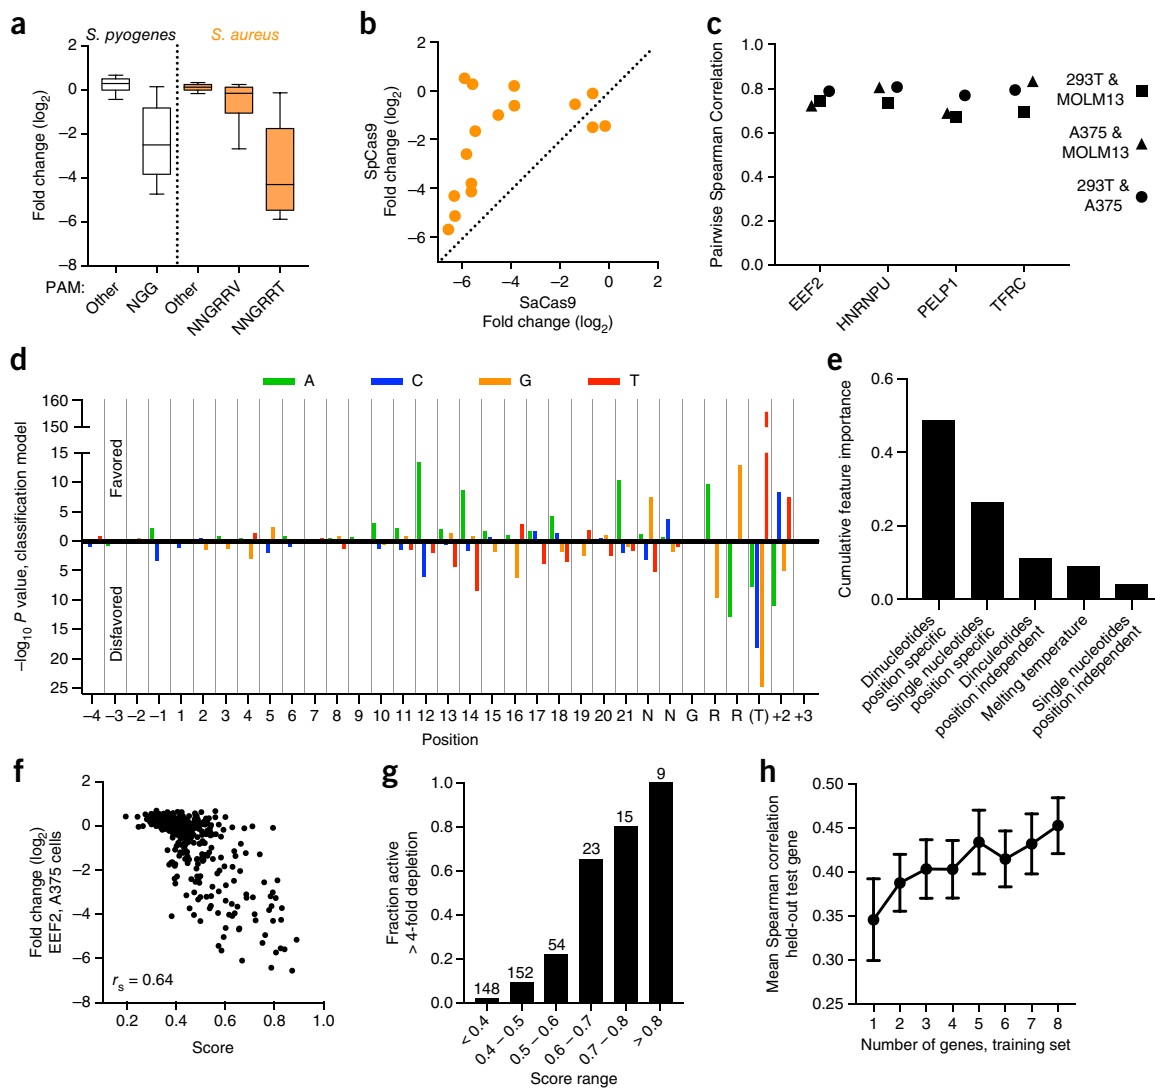 a
S. pyogenes
S. aureus
Fold change (log2)
2
0
–2
–4
–6
–8
PAM:
Other
NGG
Other
NNGRRV
NNGRRT
b
SpCas9
Fold change (log2)
2
0
–2
–4
–6
–6
–4
–2
0
2
SaCas9
Fold change (log2)
c
Pairwise Spearman Correlation
1.0
0.8
0.6
0.4
0.2
0.0
EEF2
HNRNPU
PELP1
TFRC
293T &
MOLM13
A375 &
MOLM13
293T &
A375
d
A
C
G
T
–log10 P value, classification model
160
150
15
10
5
0
5
10
15
20
25
Favored
Disfavored
–4 –3 –2 –1 1 2 3 4 5 6 7 8 9 10 11 12 13 14 15 16 17 18 19 20 21 N N G R R (T) +2 +3
Position
e
Cumulative feature importance
0.6
0.4
0.2
0.0
Dinucleotides
position specific
Single nucleotides
position specific
Dinculeotides
position independent
Melting temperature
Single nucleotides
position independent
f
Fold change (log2)
EEF2, A375 cells
2
0
–2
–4
–6
–8
rs = 0.64
0.2
0.4
0.6
0.8
1.0
Score
g
Fraction active
> 4-fold depletion
1.0
0.8
0.6
0.4
0.2
0.0
148
152
54
23
15
9
< 0.4
0.4 – 0.5
0.5 – 0.6
0.6 – 0.7
0.7 – 0.8
> 0.8
Score range
h
Mean Spearman correlation
held-out test gene
0.50
0.45
0.40
0.35
0.30
0.25
1 2 3 4 5 6 7 8
Number of genes, training set